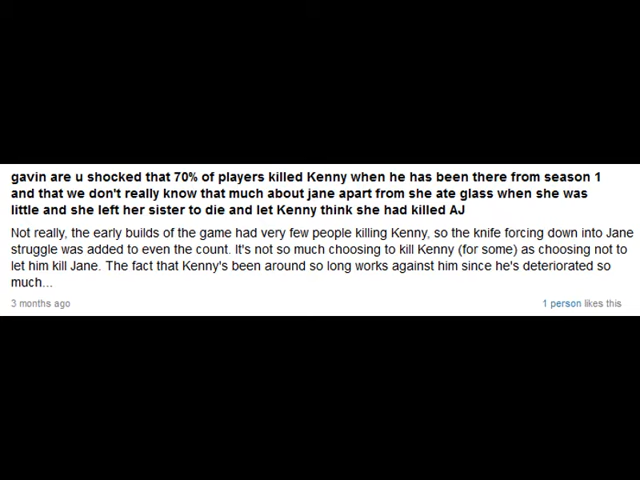 gavin are u shocked that 70% of players killed Kenny when he has been there from season 1
and that we don't really know that much about jane apart from she ate glass when she was
little and she left her sister to die and let Kenny think she had killed AJ
Not really, the early builds of the game had very few people killing Kenny, so the knife forcing down into Jane
struggle was added to even the count. It's not so much choosing to kill Kenny (for some) as choosing not to
let him kill Jane. The fact that Kenny's been around so long works against him since he's deteriorated so
much...
3 months ago 1 person likes this